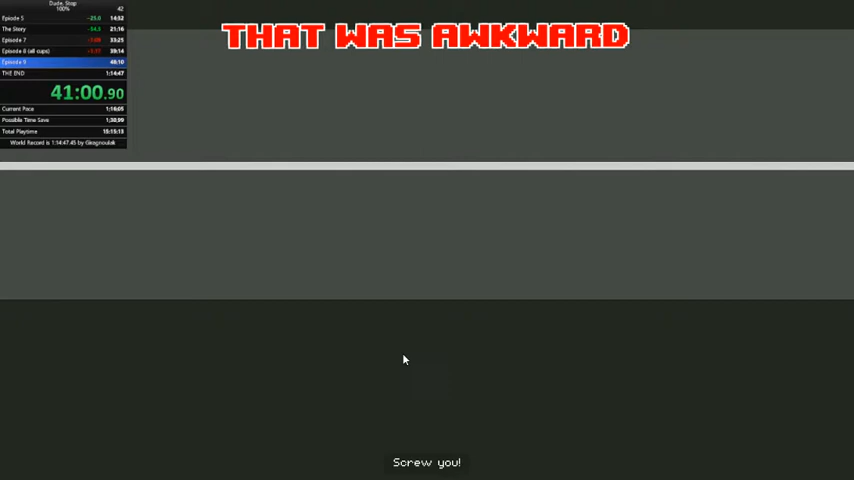 Dude, Stop
100%
42
Episode 5 -25.0 14:52
The Story -14.3 21:16
Episode 7 33:25
Episode 8 (all cups) 39:14
Episode 9 48:10
THE END 1:14:47
41:00.90
Current Pace 1:16:05
Possible Time Save 1:38.99
Total Playtime 15:15:13
World Record is 1:14:47.45 by Gkognoulak
THAT WAS AWKWARD
Screw you!